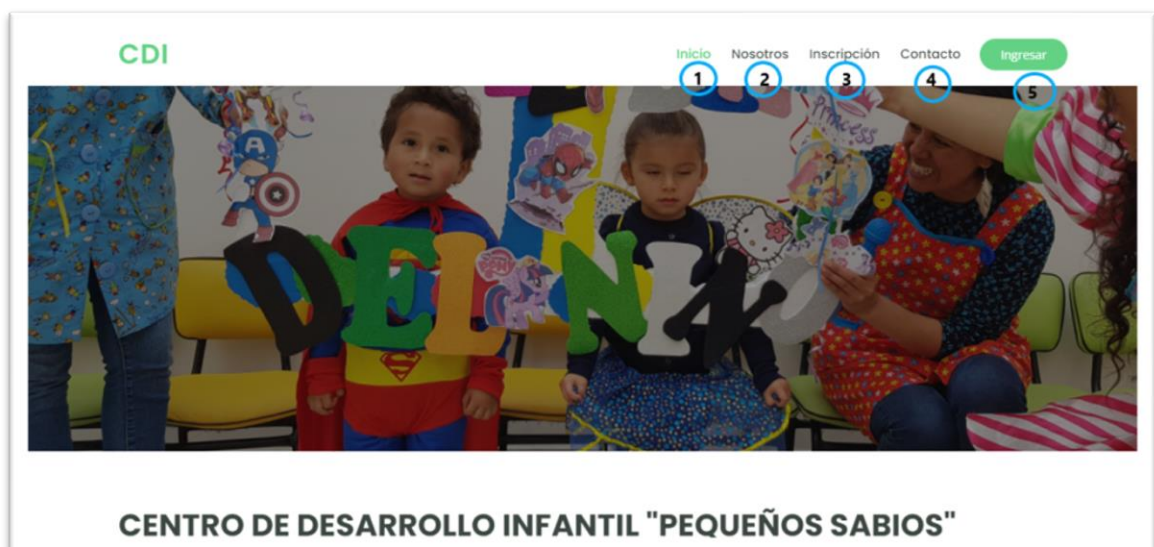 CDI
Inicio Nosotros Inscripción Contacto Ingresar
1 2 3 4 5
Princess
A
DEL NIÑO
CENTRO DE DESARROLLO INFANTIL "PEQUEÑOS SABIOS"